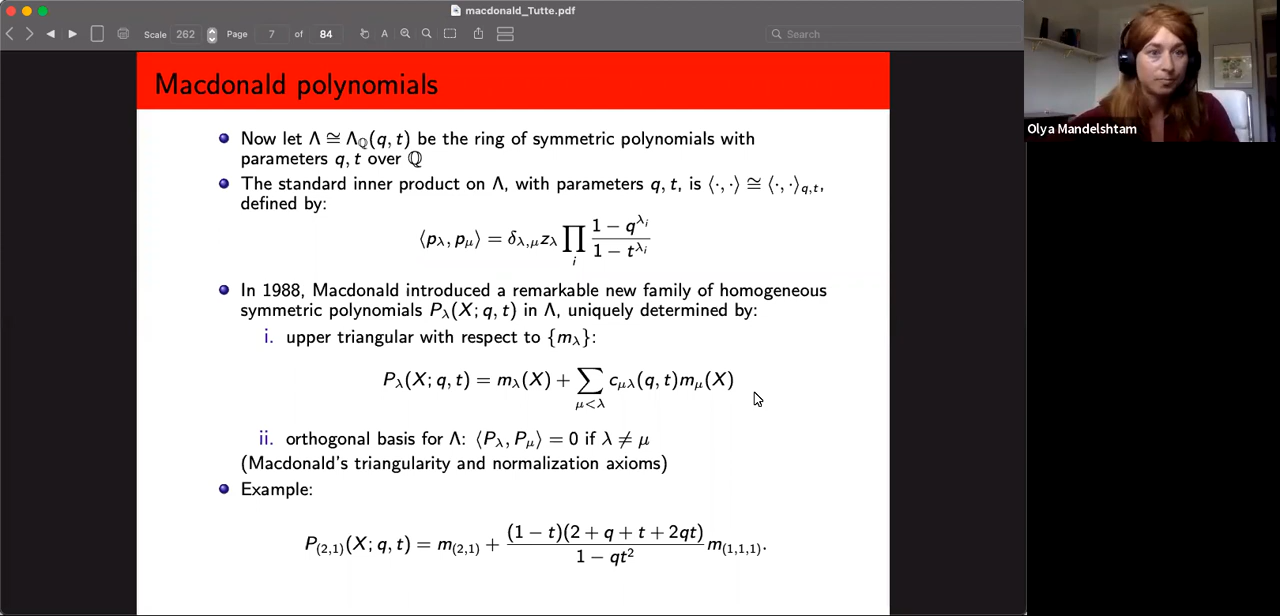 macdonald_Tutte.pdf
Scale 262 Page 7 of 84 A Search
Macdonald polynomials
Now let Λ ≅ Λ_ℚ(q, t) be the ring of symmetric polynomials with
parameters q, t over ℚ
The standard inner product on Λ, with parameters q, t, is ⟨·, ·⟩ ≅ ⟨·, ·⟩_{q,t},
defined by:
⟨p_λ, p_μ⟩ = δ_{λ,μ} z_λ ∏_i (1 − q^{λ_i}) / (1 − t^{λ_i})
In 1988, Macdonald introduced a remarkable new family of homogeneous
symmetric polynomials P_λ(X; q, t) in Λ, uniquely determined by:
i. upper triangular with respect to {m_λ}:
P_λ(X; q, t) = m_λ(X) + ∑_{μ<λ} c_{μλ}(q, t) m_μ(X)
ii. orthogonal basis for Λ: ⟨P_λ, P_μ⟩ = 0 if λ ≠ μ
(Macdonald's triangularity and normalization axioms)
Example:
P_{(2,1)}(X; q, t) = m_{(2,1)} + (1 − t)(2 + q + t + 2qt) / (1 − qt²) m_{(1,1,1)}.
Olya Mandelshtam